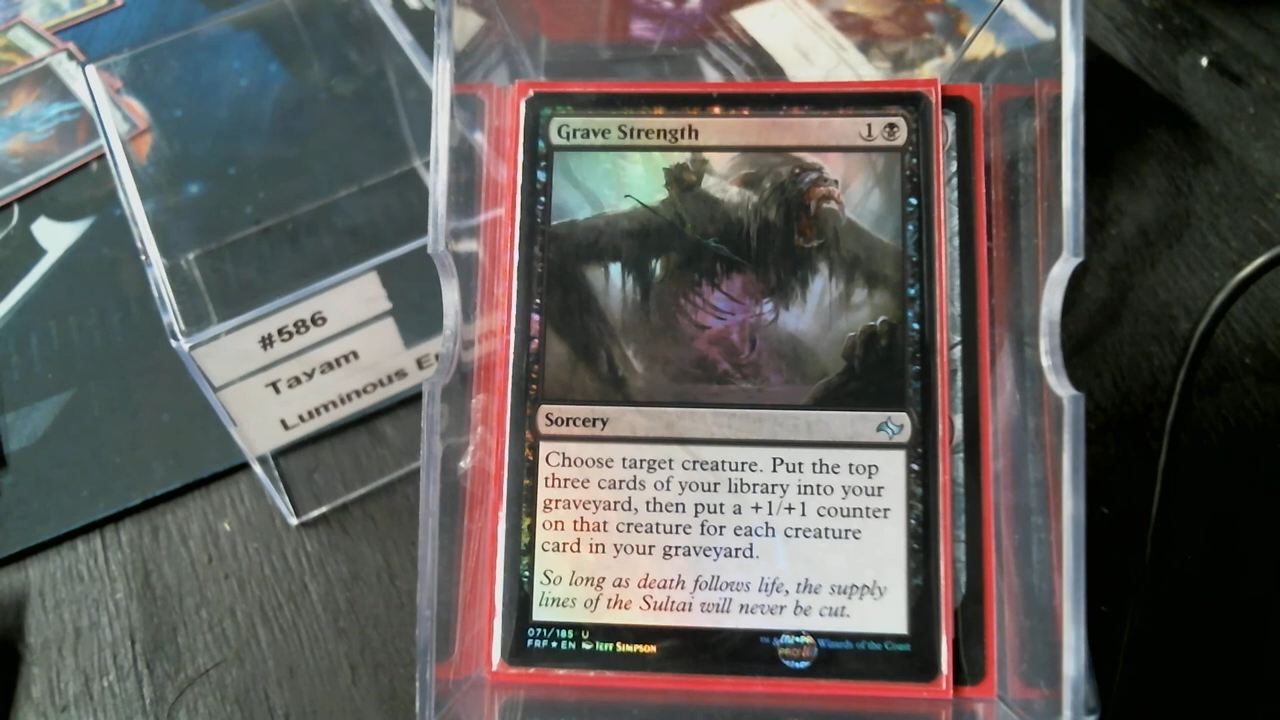 #586
Tayam
Luminous
Grave Strength
1
Sorcery
Choose target creature. Put the top
three cards of your library into your
graveyard, then put a +1/+1 counter
on that creature for each creature
card in your graveyard.
So long as death follows life, the supply
lines of the Sultai will never be cut.
071/185 U
FRF ★ EN Jeff Simpson
Wizards of the Coast